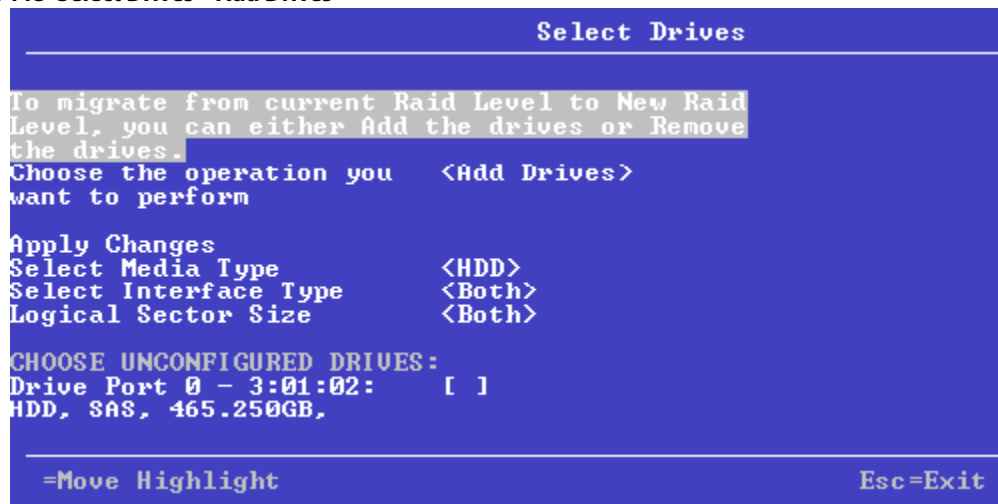 Select Drives
To migrate from current Raid Level to New Raid
Level, you can either Add the drives or Remove
the drives.
Choose the operation you <Add Drives>
want to perform
Apply Changes
Select Media Type <HDD>
Select Interface Type <Both>
Logical Sector Size <Both>
CHOOSE UNCONFIGURED DRIVES:
Drive Port 0 - 3:01:02: [ ]
HDD, SAS, 465.250GB,
=Move Highlight Esc=Exit